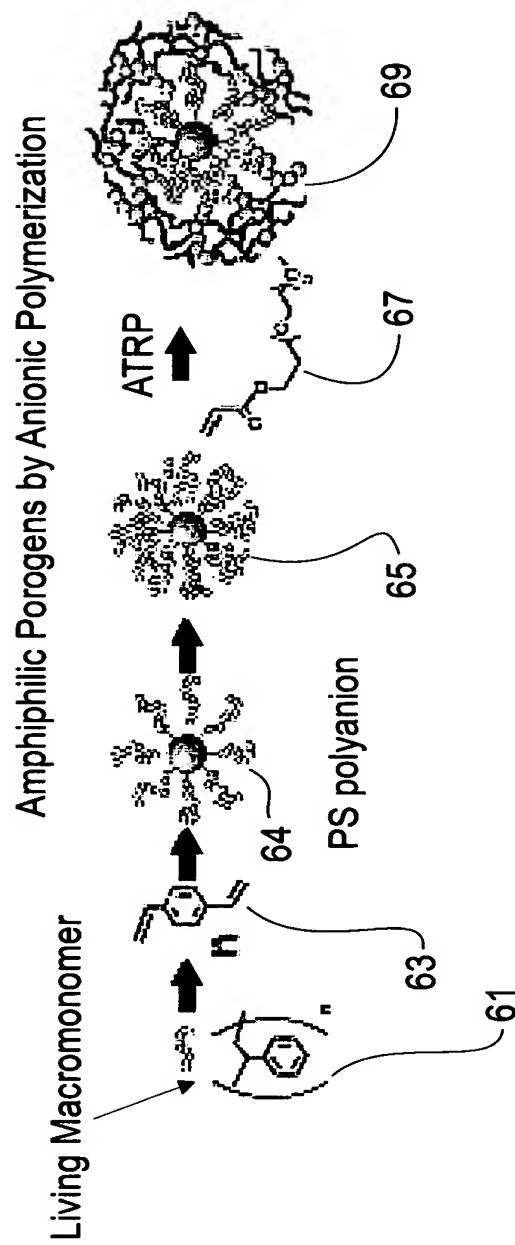 Amphiphilic Porogens by Anionic Polymerization
Living Macromonomer
n
61
n
63
64
PS polyanion
65
ATRP
67
69